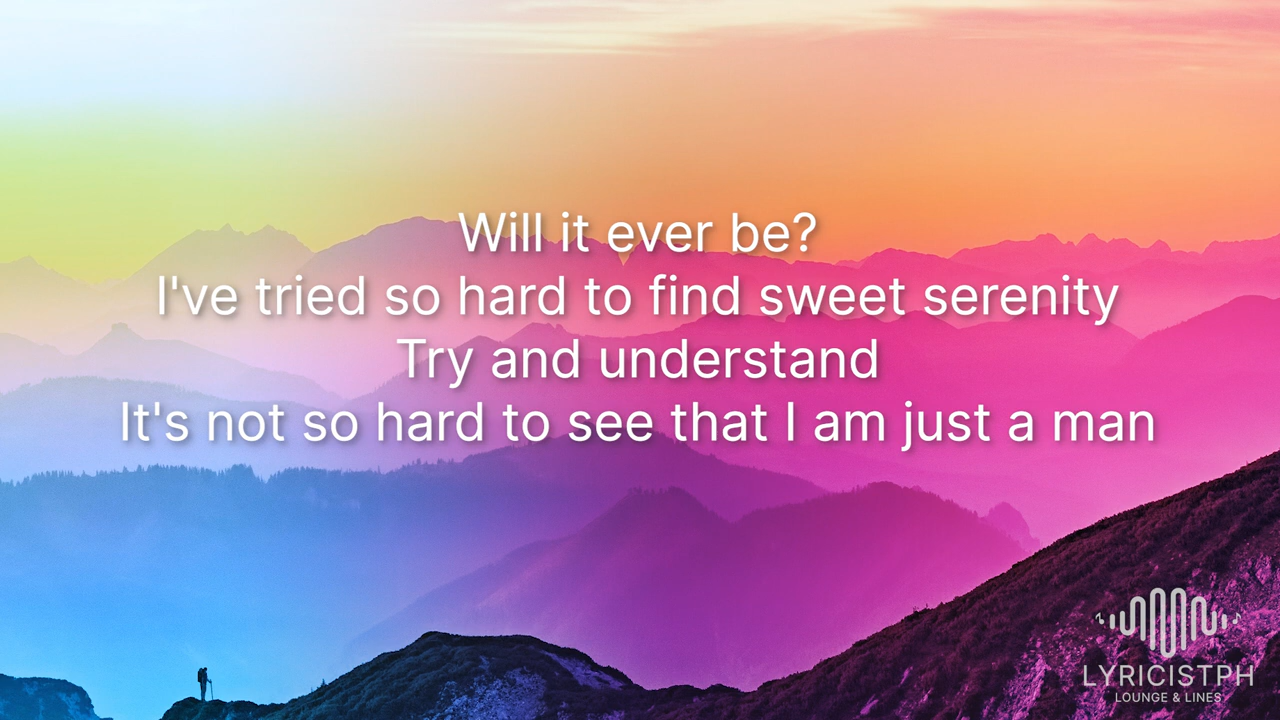 Will it ever be?
I've tried so hard to find sweet serenity
Try and understand
It's not so hard to see that I am just a man
LYRICISTPH
LOUNGE & LINES